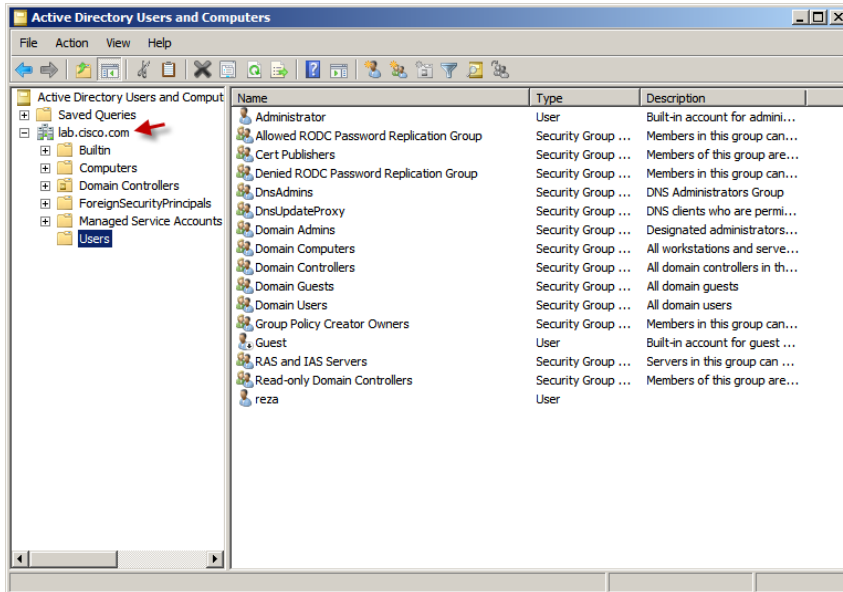 Active Directory Users and Computers
File Action View Help
Active Directory Users and Comput
Saved Queries
lab.cisco.com
Builtin
Computers
Domain Controllers
ForeignSecurityPrincipals
Managed Service Accounts
Users
Name Type Description
Administrator User Built-in account for admini...
Allowed RODC Password Replication Group Security Group ... Members in this group can...
Cert Publishers Security Group ... Members of this group are...
Denied RODC Password Replication Group Security Group ... Members in this group can...
DnsAdmins Security Group ... DNS Administrators Group
DnsUpdateProxy Security Group ... DNS clients who are permi...
Domain Admins Security Group ... Designated administrators...
Domain Computers Security Group ... All workstations and serve...
Domain Controllers Security Group ... All domain controllers in th...
Domain Guests Security Group ... All domain guests
Domain Users Security Group ... All domain users
Group Policy Creator Owners Security Group ... Members in this group can...
Guest User Built-in account for guest ...
RAS and IAS Servers Security Group ... Servers in this group can ...
Read-only Domain Controllers Security Group ... Members of this group are...
reza User